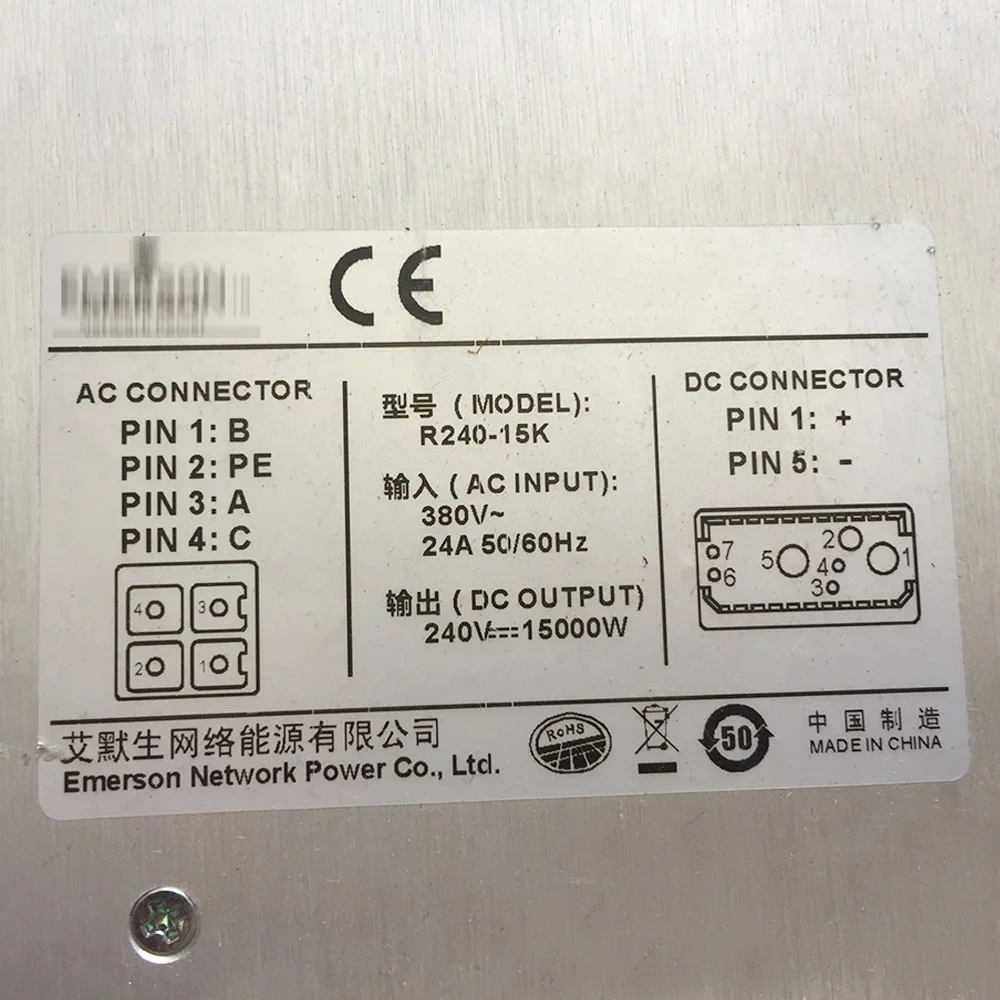 EMERSON
CE
AC CONNECTOR
PIN 1: B
PIN 2: PE
PIN 3: A
PIN 4: C
4
3
2
1
型号 ( MODEL):
R240-15K
输入 ( AC INPUT):
380V~
24A 50/60Hz
输出 ( DC OUTPUT)
240V⎓15000W
DC CONNECTOR
PIN 1: +
PIN 5: -
7
6
5
2
4
3
1
艾默生网络能源有限公司
Emerson Network Power Co., Ltd.
RoHS
50
中国制造
MADE IN CHINA